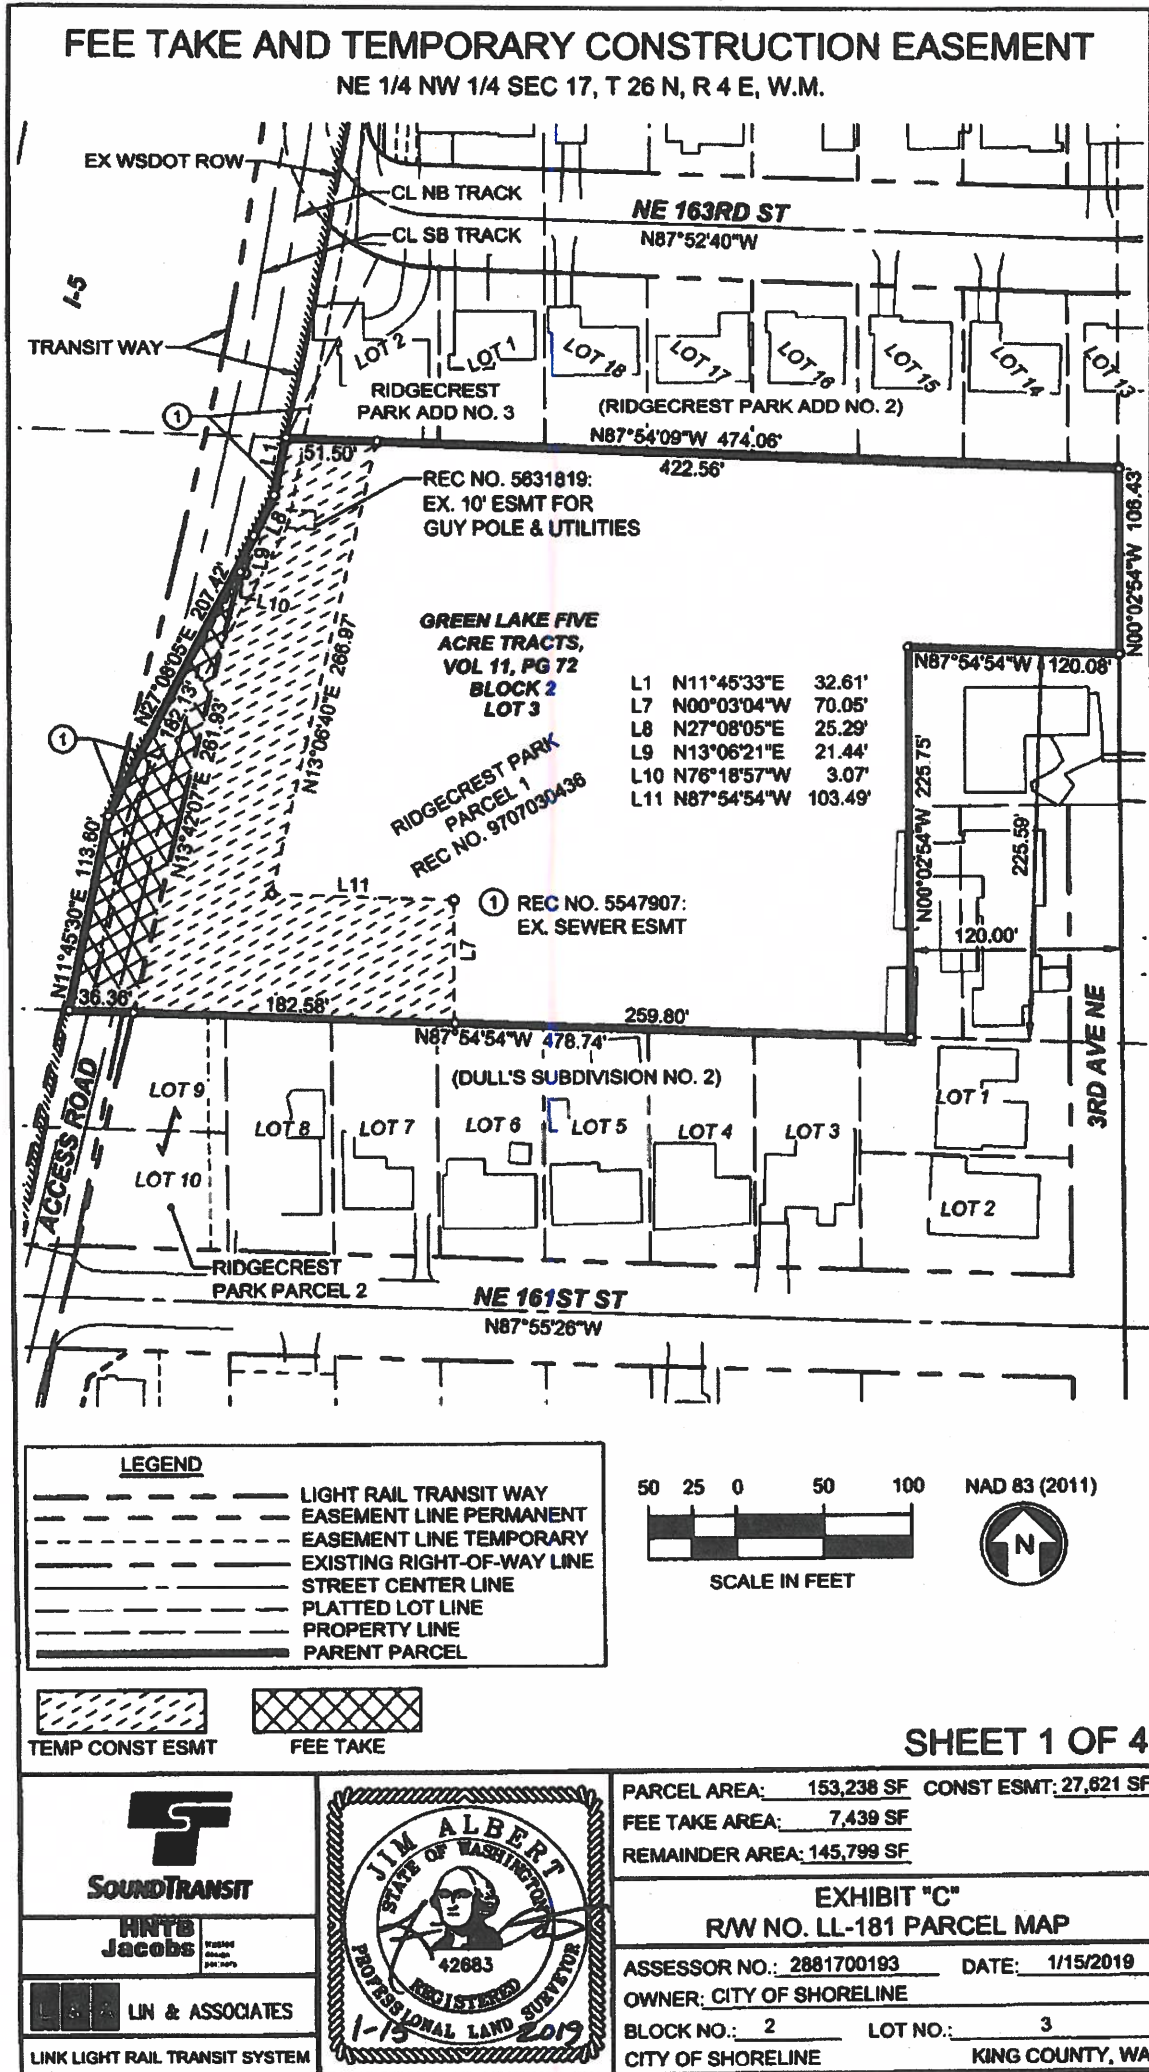 FEE TAKE AND TEMPORARY CONSTRUCTION EASEMENT
NE 1/4 NW 1/4 SEC 17, T 26 N, R 4 E, W.M.
EX WSDOT ROW
CL NB TRACK
CL SB TRACK
NE 163RD ST
N87°52'40"W
I-5
TRANSIT WAY
LOT 2
LOT 1
LOT 18
LOT 17
LOT 16
LOT 15
LOT 14
LOT 13
RIDGECREST
PARK ADD NO. 3
(RIDGECREST PARK ADD NO. 2)
1
N87°54'09"W 474.06'
L1
51.50'
422.56'
REC NO. 5631819:
EX. 10' ESMT FOR
GUY POLE & UTILITIES
L8
L9
L10
N00°02'54"W 106.43'
N27°08'05"E 207.42'
182.13'
N13°42'07"E 261.93'
N13°06'40"E 266.97'
GREEN LAKE FIVE
ACRE TRACTS,
VOL 11, PG 72
BLOCK 2
LOT 3
N87°54'54"W 120.08'
L1 N11°45'33"E 32.61'
L7 N00°03'04"W 70.05'
L8 N27°08'05"E 25.29'
L9 N13°06'21"E 21.44'
L10 N76°18'57"W 3.07'
L11 N87°54'54"W 103.49'
1
RIDGECREST PARK
PARCEL 1
REC NO. 9707030436
N00°02'54"W 225.75'
225.59'
N11°45'30"E 113.60'
L11
1 REC NO. 5547907:
EX. SEWER ESMT
L7
120.00'
36.36'
182.58'
259.80'
N87°54'54"W 478.74'
(DULL'S SUBDIVISION NO. 2)
3RD AVE NE
ACCESS ROAD
LOT 9
LOT 8
LOT 7
LOT 6
LOT 5
LOT 4
LOT 3
LOT 1
LOT 10
LOT 2
RIDGECREST
PARK PARCEL 2
NE 161ST ST
N87°55'26"W
LEGEND
LIGHT RAIL TRANSIT WAY
EASEMENT LINE PERMANENT
EASEMENT LINE TEMPORARY
EXISTING RIGHT-OF-WAY LINE
STREET CENTER LINE
PLATTED LOT LINE
PROPERTY LINE
PARENT PARCEL
50 25 0 50 100
SCALE IN FEET
NAD 83 (2011)
N
TEMP CONST ESMT
FEE TAKE
SHEET 1 OF 4
SOUNDTRANSIT
HNTB
Jacobs
LIN & ASSOCIATES
LINK LIGHT RAIL TRANSIT SYSTEM
JIM ALBERT
STATE OF WASHINGTON
42683
REGISTERED
PROFESSIONAL LAND SURVEYOR
1-15 2019
PARCEL AREA: 153,238 SF CONST ESMT: 27,621 SF
FEE TAKE AREA: 7,439 SF
REMAINDER AREA: 145,799 SF
EXHIBIT "C"
R/W NO. LL-181 PARCEL MAP
ASSESSOR NO.: 2881700193 DATE: 1/15/2019
OWNER: CITY OF SHORELINE
BLOCK NO.: 2 LOT NO.: 3
CITY OF SHORELINE KING COUNTY, WA